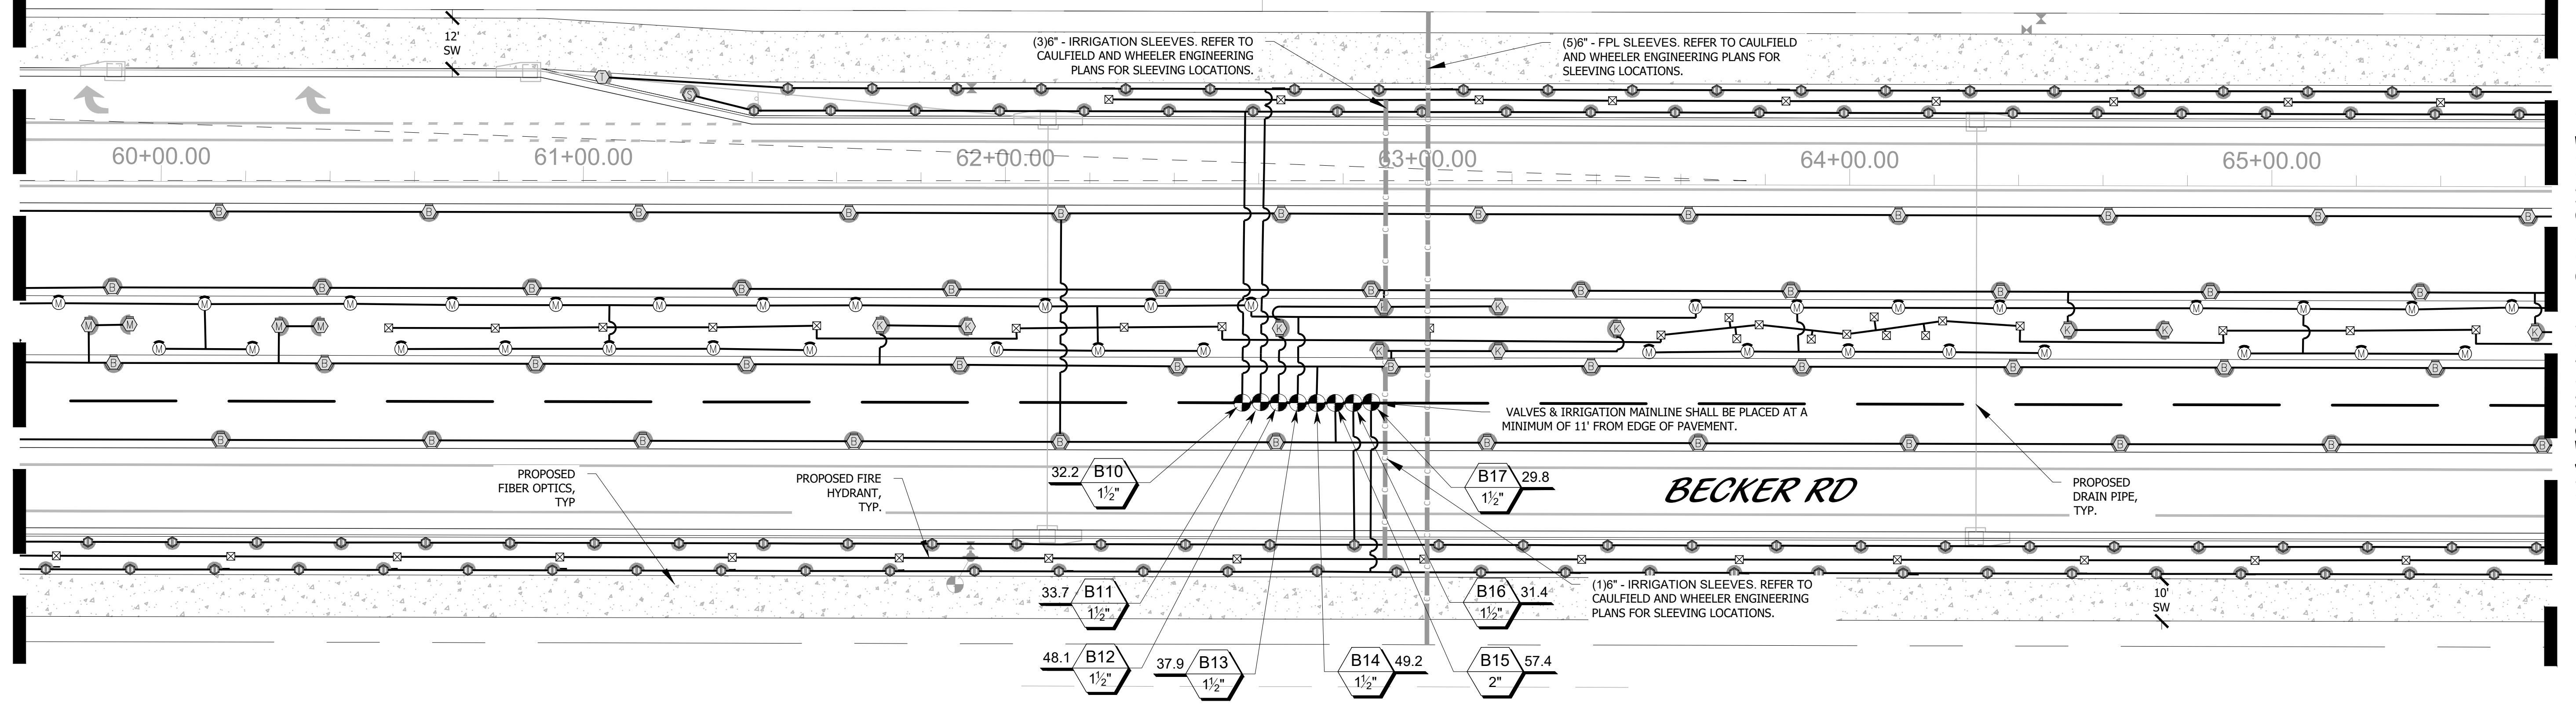 12'
SW
(3)6" - IRRIGATION SLEEVES. REFER TO
CAULFIELD AND WHEELER ENGINEERING
PLANS FOR SLEEVING LOCATIONS.
(5)6" - FPL SLEEVES. REFER TO CAULFIELD
AND WHEELER ENGINEERING PLANS FOR
SLEEVING LOCATIONS.
T
S
60+00.00
61+00.00
62+00.00
63+00.00
64+00.00
65+00.00
B B B B B B B B B B B B
B B B B B B B B B B B B
M M M M M M M M M M M
M M M M M M M M
M M M M
K K K K K K K K K K
M M M M M M M M M M
M M M M M M M M
B B B B B B B B B B B B
VALVES & IRRIGATION MAINLINE SHALL BE PLACED AT A
MINIMUM OF 11' FROM EDGE OF PAVEMENT.
B B B B B B B B B B B B
PROPOSED
FIBER OPTICS,
TYP
PROPOSED FIRE
HYDRANT,
TYP.
32.2 B10
1½"
B17 29.8
1½"
BECKER RD
PROPOSED
DRAIN PIPE,
TYP.
33.7 B11
1½"
B16 31.4
1½"
(1)6" - IRRIGATION SLEEVES. REFER TO
CAULFIELD AND WHEELER ENGINEERING
PLANS FOR SLEEVING LOCATIONS.
10'
SW
48.1 B12
1½"
37.9 B13
1½"
B14 49.2
1½"
B15 57.4
2"